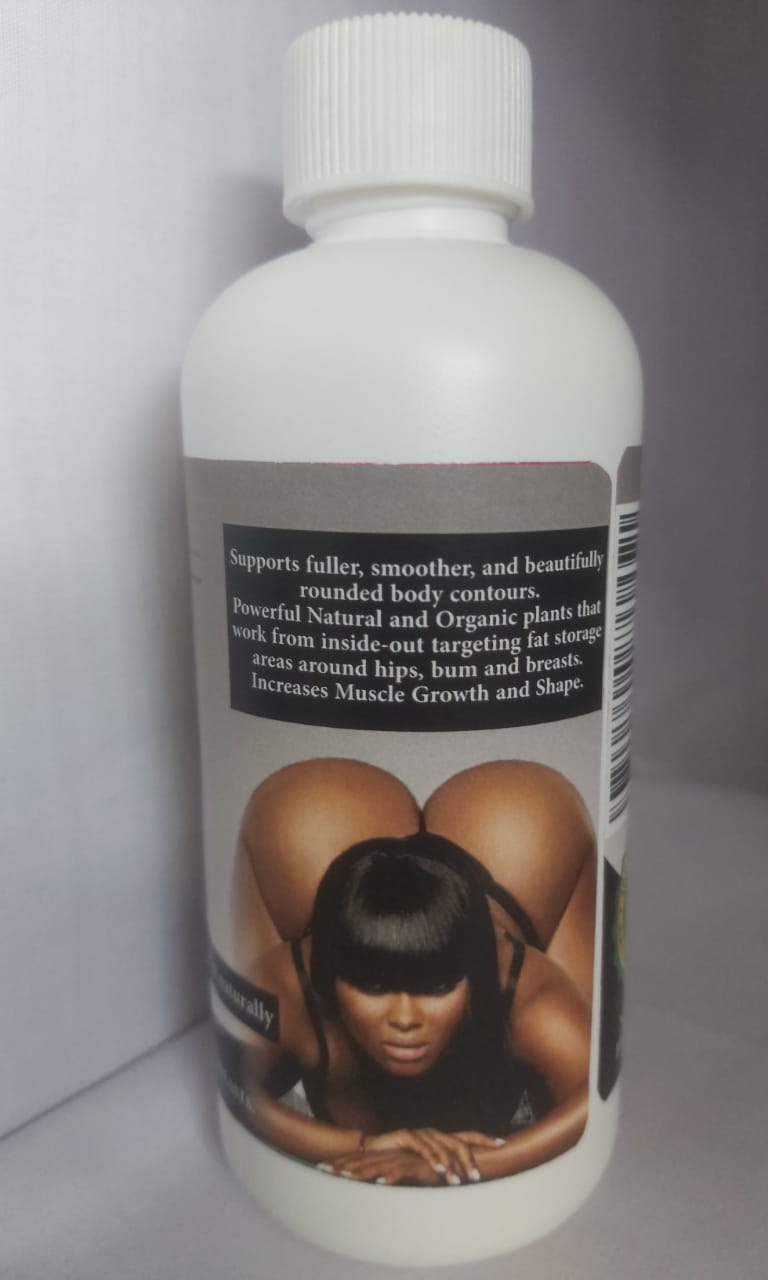 Supports fuller, smoother, and beautifully
rounded body contours.
Powerful Natural and Organic plants that
work from inside-out targeting fat storage
areas around hips, bum and breasts.
Increases Muscle Growth and Shape.
naturally